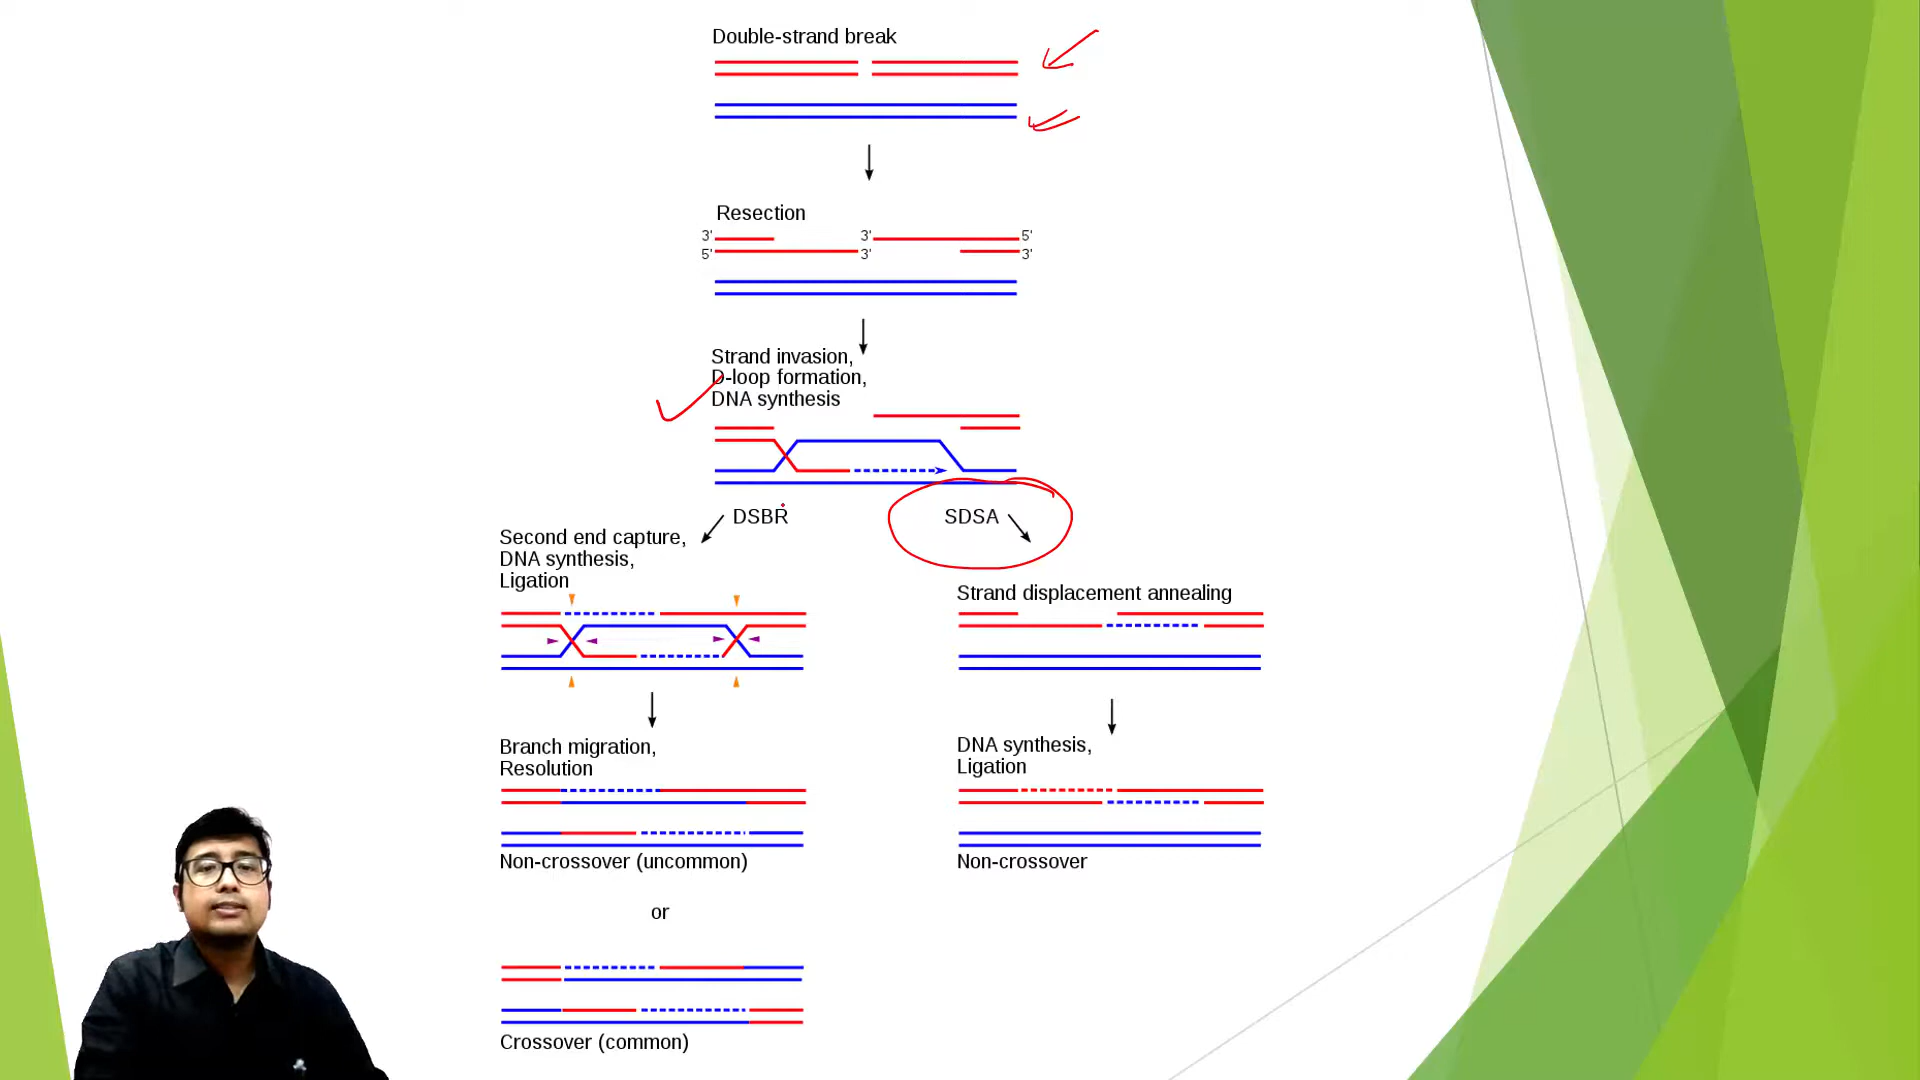 Double-strand break
Resection
3' 3' 5'
5' 3' 3'
Strand invasion,
D-loop formation,
DNA synthesis
DSBR
SDSA
Second end capture,
DNA synthesis,
Ligation
Strand displacement annealing
Branch migration,
Resolution
DNA synthesis,
Ligation
Non-crossover (uncommon)
Non-crossover
or
Crossover (common)